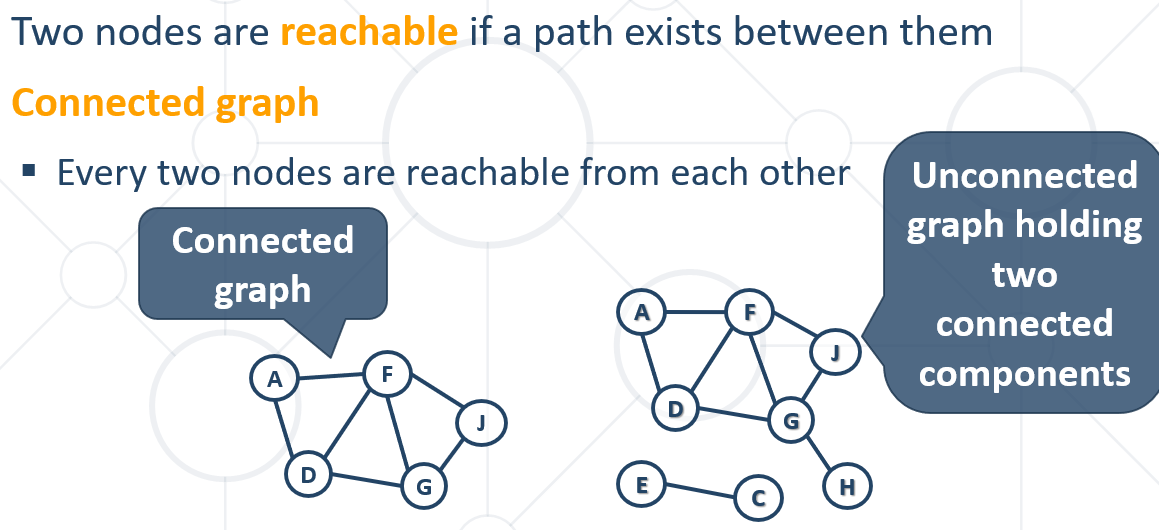 Two nodes are reachable if a path exists between them
Connected graph
▪ Every two nodes are reachable from each other
Connected
graph
Unconnected
graph holding
two
connected
components
A
F
J
D
G
A
F
J
D
G
E
C
H